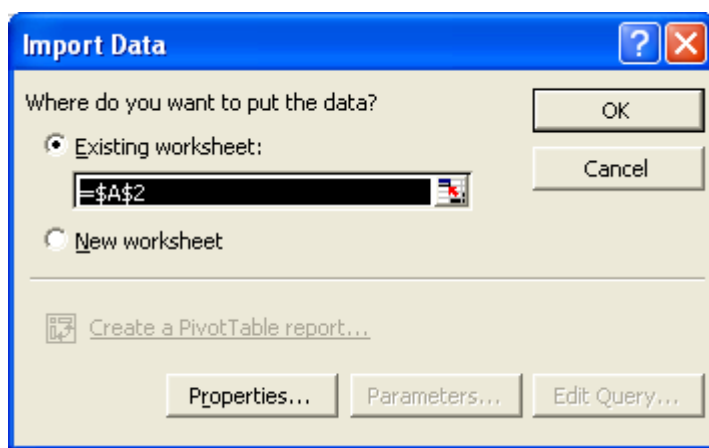 Import Data
Where do you want to put the data?
OK
Existing worksheet:
Cancel
=$A$2
New worksheet
Create a PivotTable report...
Properties...
Parameters...
Edit Query...